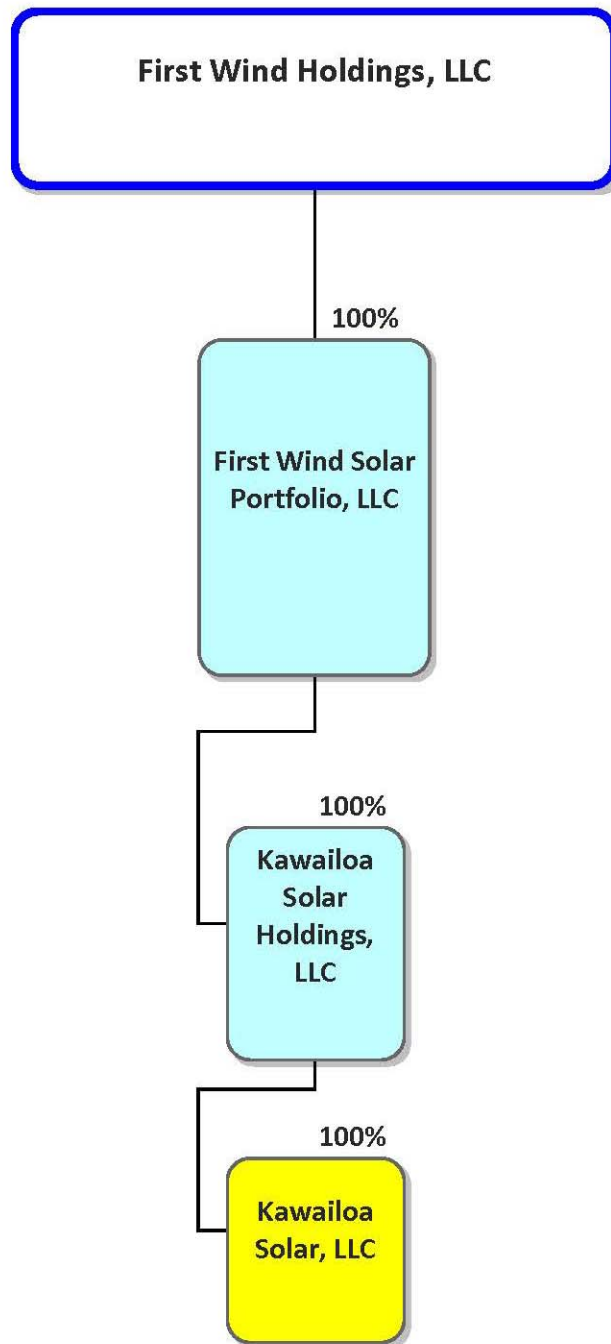 First Wind Holdings, LLC
100%
First Wind Solar
Portfolio, LLC
100%
Kawailoa
Solar
Holdings,
LLC
100%
Kawailoa
Solar, LLC